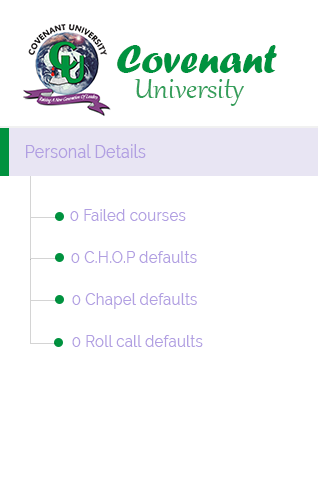 COVENANT UNIVERSITY
CU
Raising A New Generation Of Leaders
Covenant
University
Personal Details
0 Failed courses
0 C.H.O.P defaults
0 Chapel defaults
0 Roll call defaults